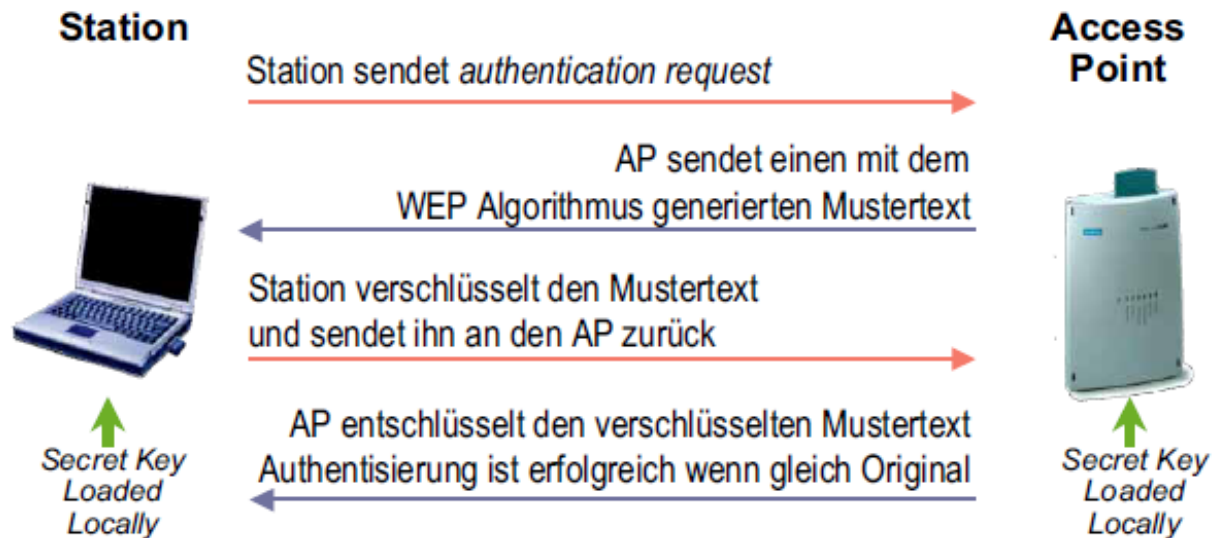 Station
Access
Point
Station sendet authentication request
AP sendet einen mit dem
WEP Algorithmus generierten Mustertext
Station verschlüsselt den Mustertext
und sendet ihn an den AP zurück
AP entschlüsselt den verschlüsselten Mustertext
Authentisierung ist erfolgreich wenn gleich Original
Secret Key
Loaded
Locally
Secret Key
Loaded
Locally